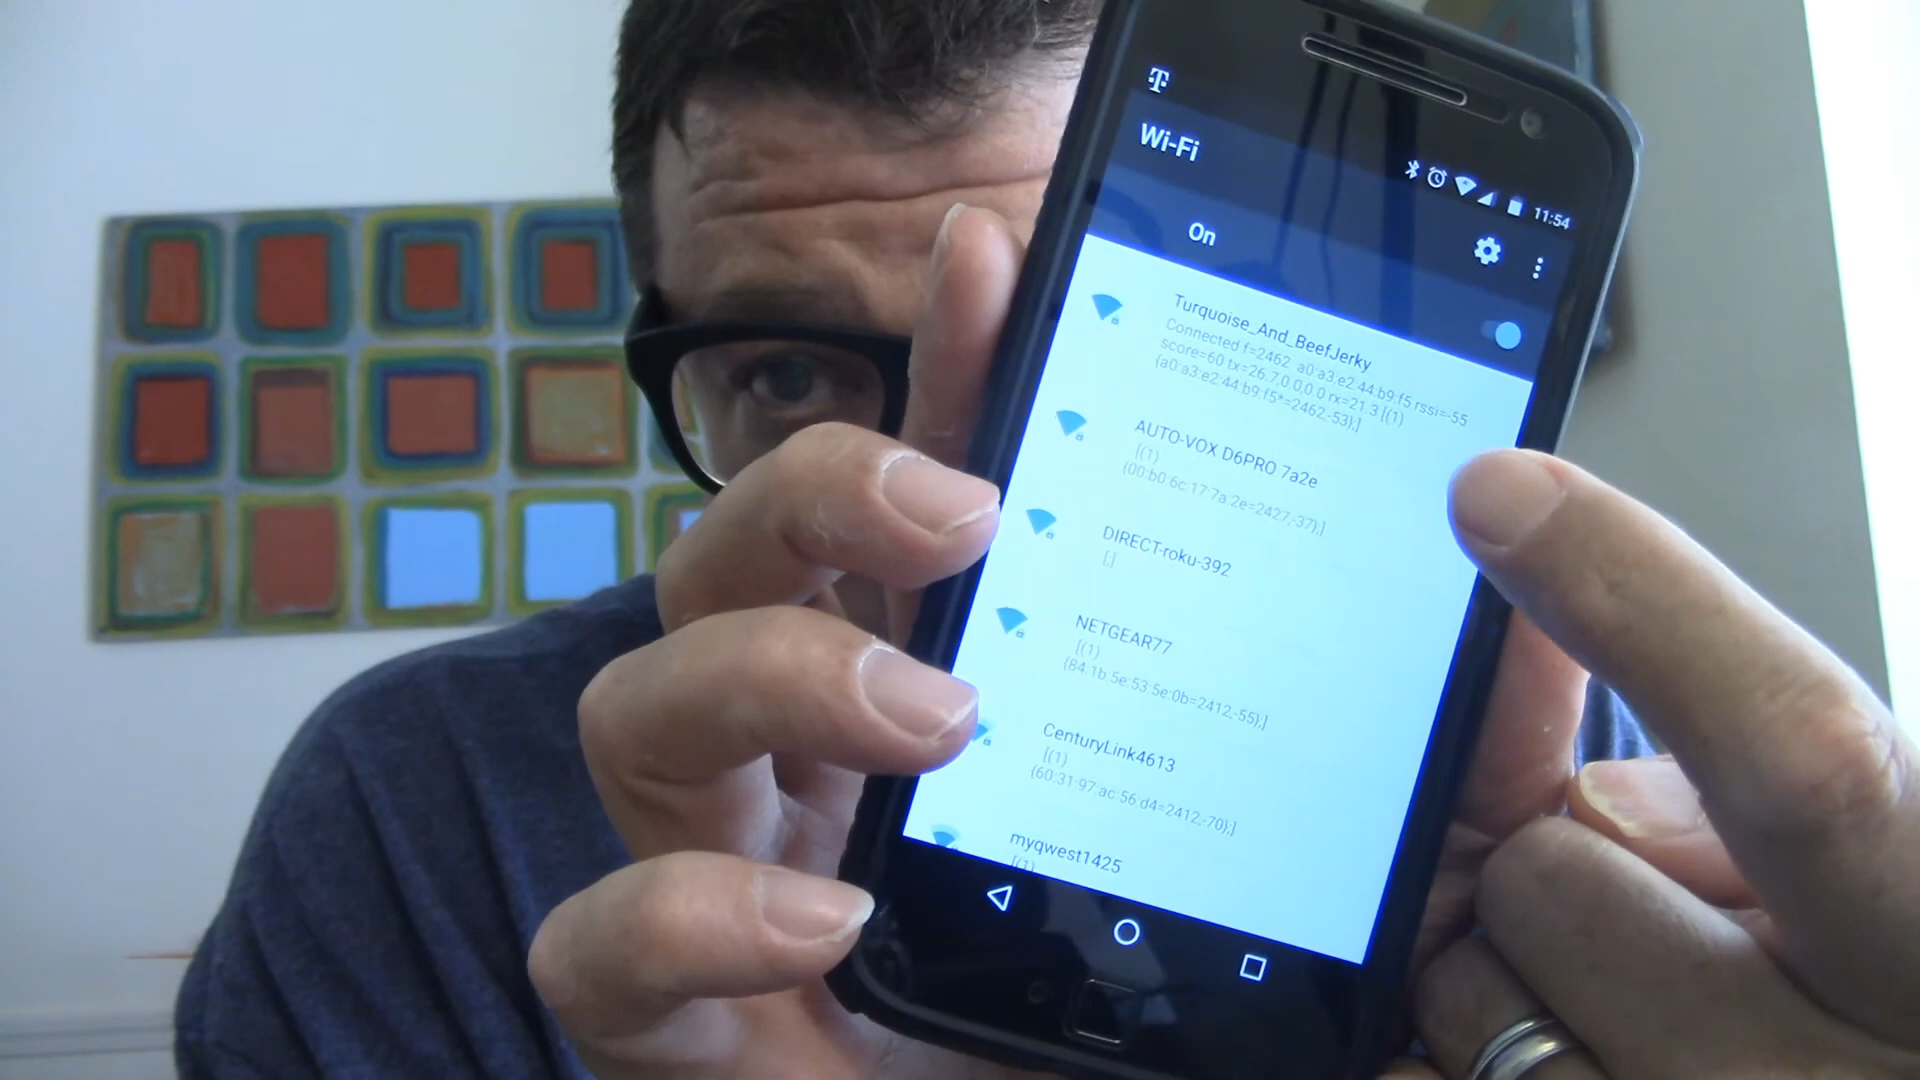 Wi-Fi
11:54
On
Turquoise_And_BeefJerky
Connected f=2462 a0:a3:e2:44:b9:f5 rssi=-55
score=60 tx=26.7,0.0,0.0 rx=21.3 [(1)
{a0:a3:e2:44:b9:f5*=2462,-53};]
AUTO-VOX D6PRO 7a2e
[(1)
{00:b0:6c:17:7a:2e=2427,-37};]
DIRECT-roku-392
[;]
NETGEAR77
[(1)
{84:1b:5e:53:5e:0b=2412,-55};]
CenturyLink4613
[(1)
{60:31:97:ac:56:d4=2412,-70};]
myqwest1425
[(1)